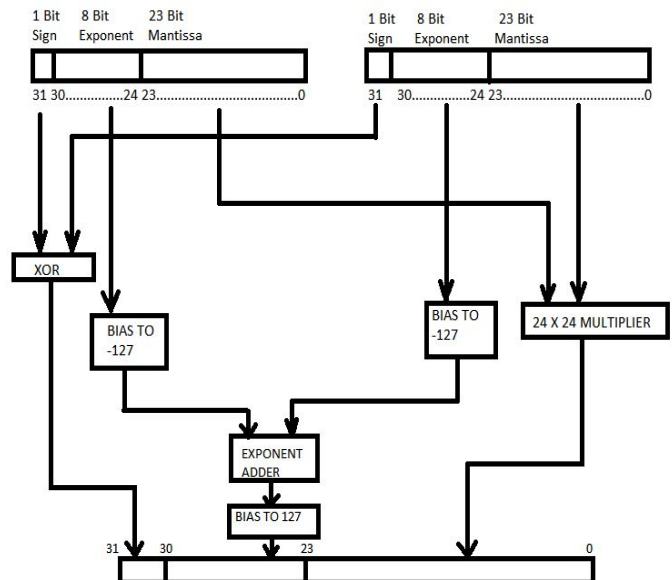 1 Bit 8 Bit 23 Bit
Sign Exponent Mantissa
1 Bit 8 Bit 23 Bit
Sign Exponent Mantissa
31 30..................24 23..........................................0
31 30..................24 23..........................................0
XOR
BIAS TO
-127
BIAS TO
-127
24 X 24 MULTIPLIER
EXPONENT
ADDER
BIAS TO 127
31 30 23 0